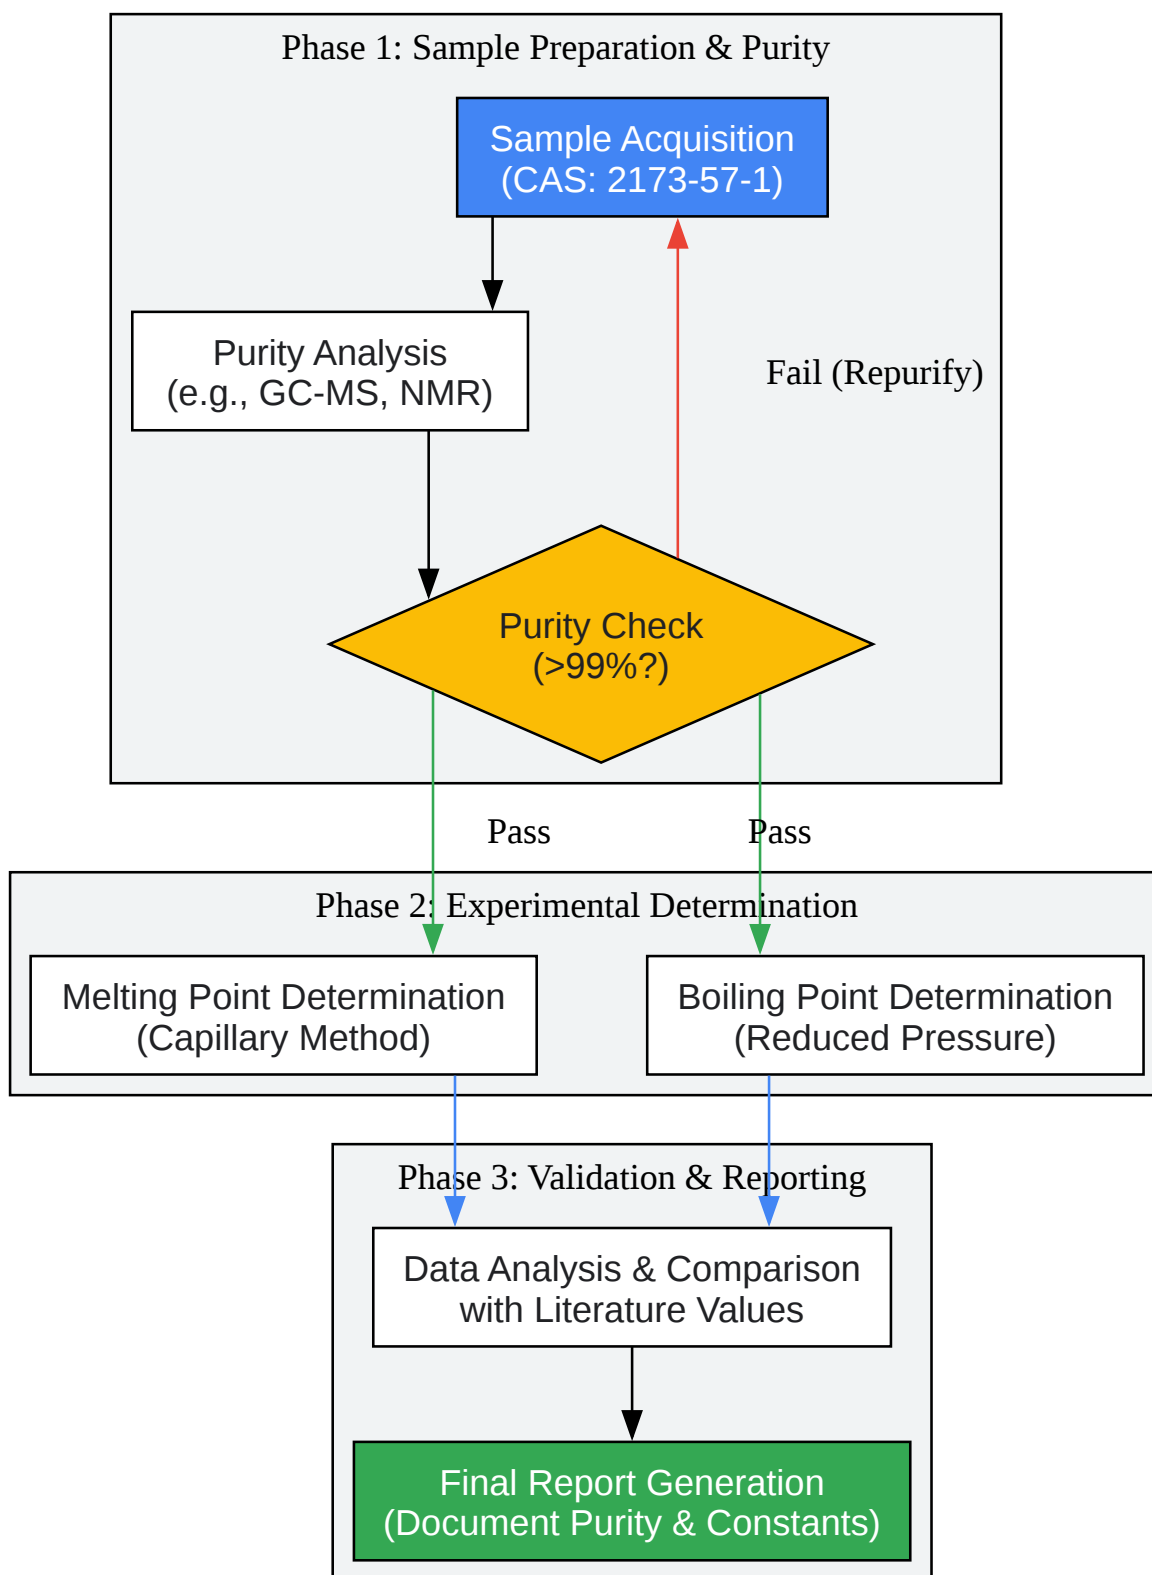 Phase 1: Sample Preparation & Purity
Sample Acquisition
(CAS: 2173-57-1)
Purity Analysis
(e.g., GC-MS, NMR)
Fail (Repurify)
Purity Check
(>99%?)
Pass
Pass
Phase 2: Experimental Determination
Melting Point Determination
(Capillary Method)
Boiling Point Determination
(Reduced Pressure)
Phase 3: Validation & Reporting
Data Analysis & Comparison
with Literature Values
Final Report Generation
(Document Purity & Constants)